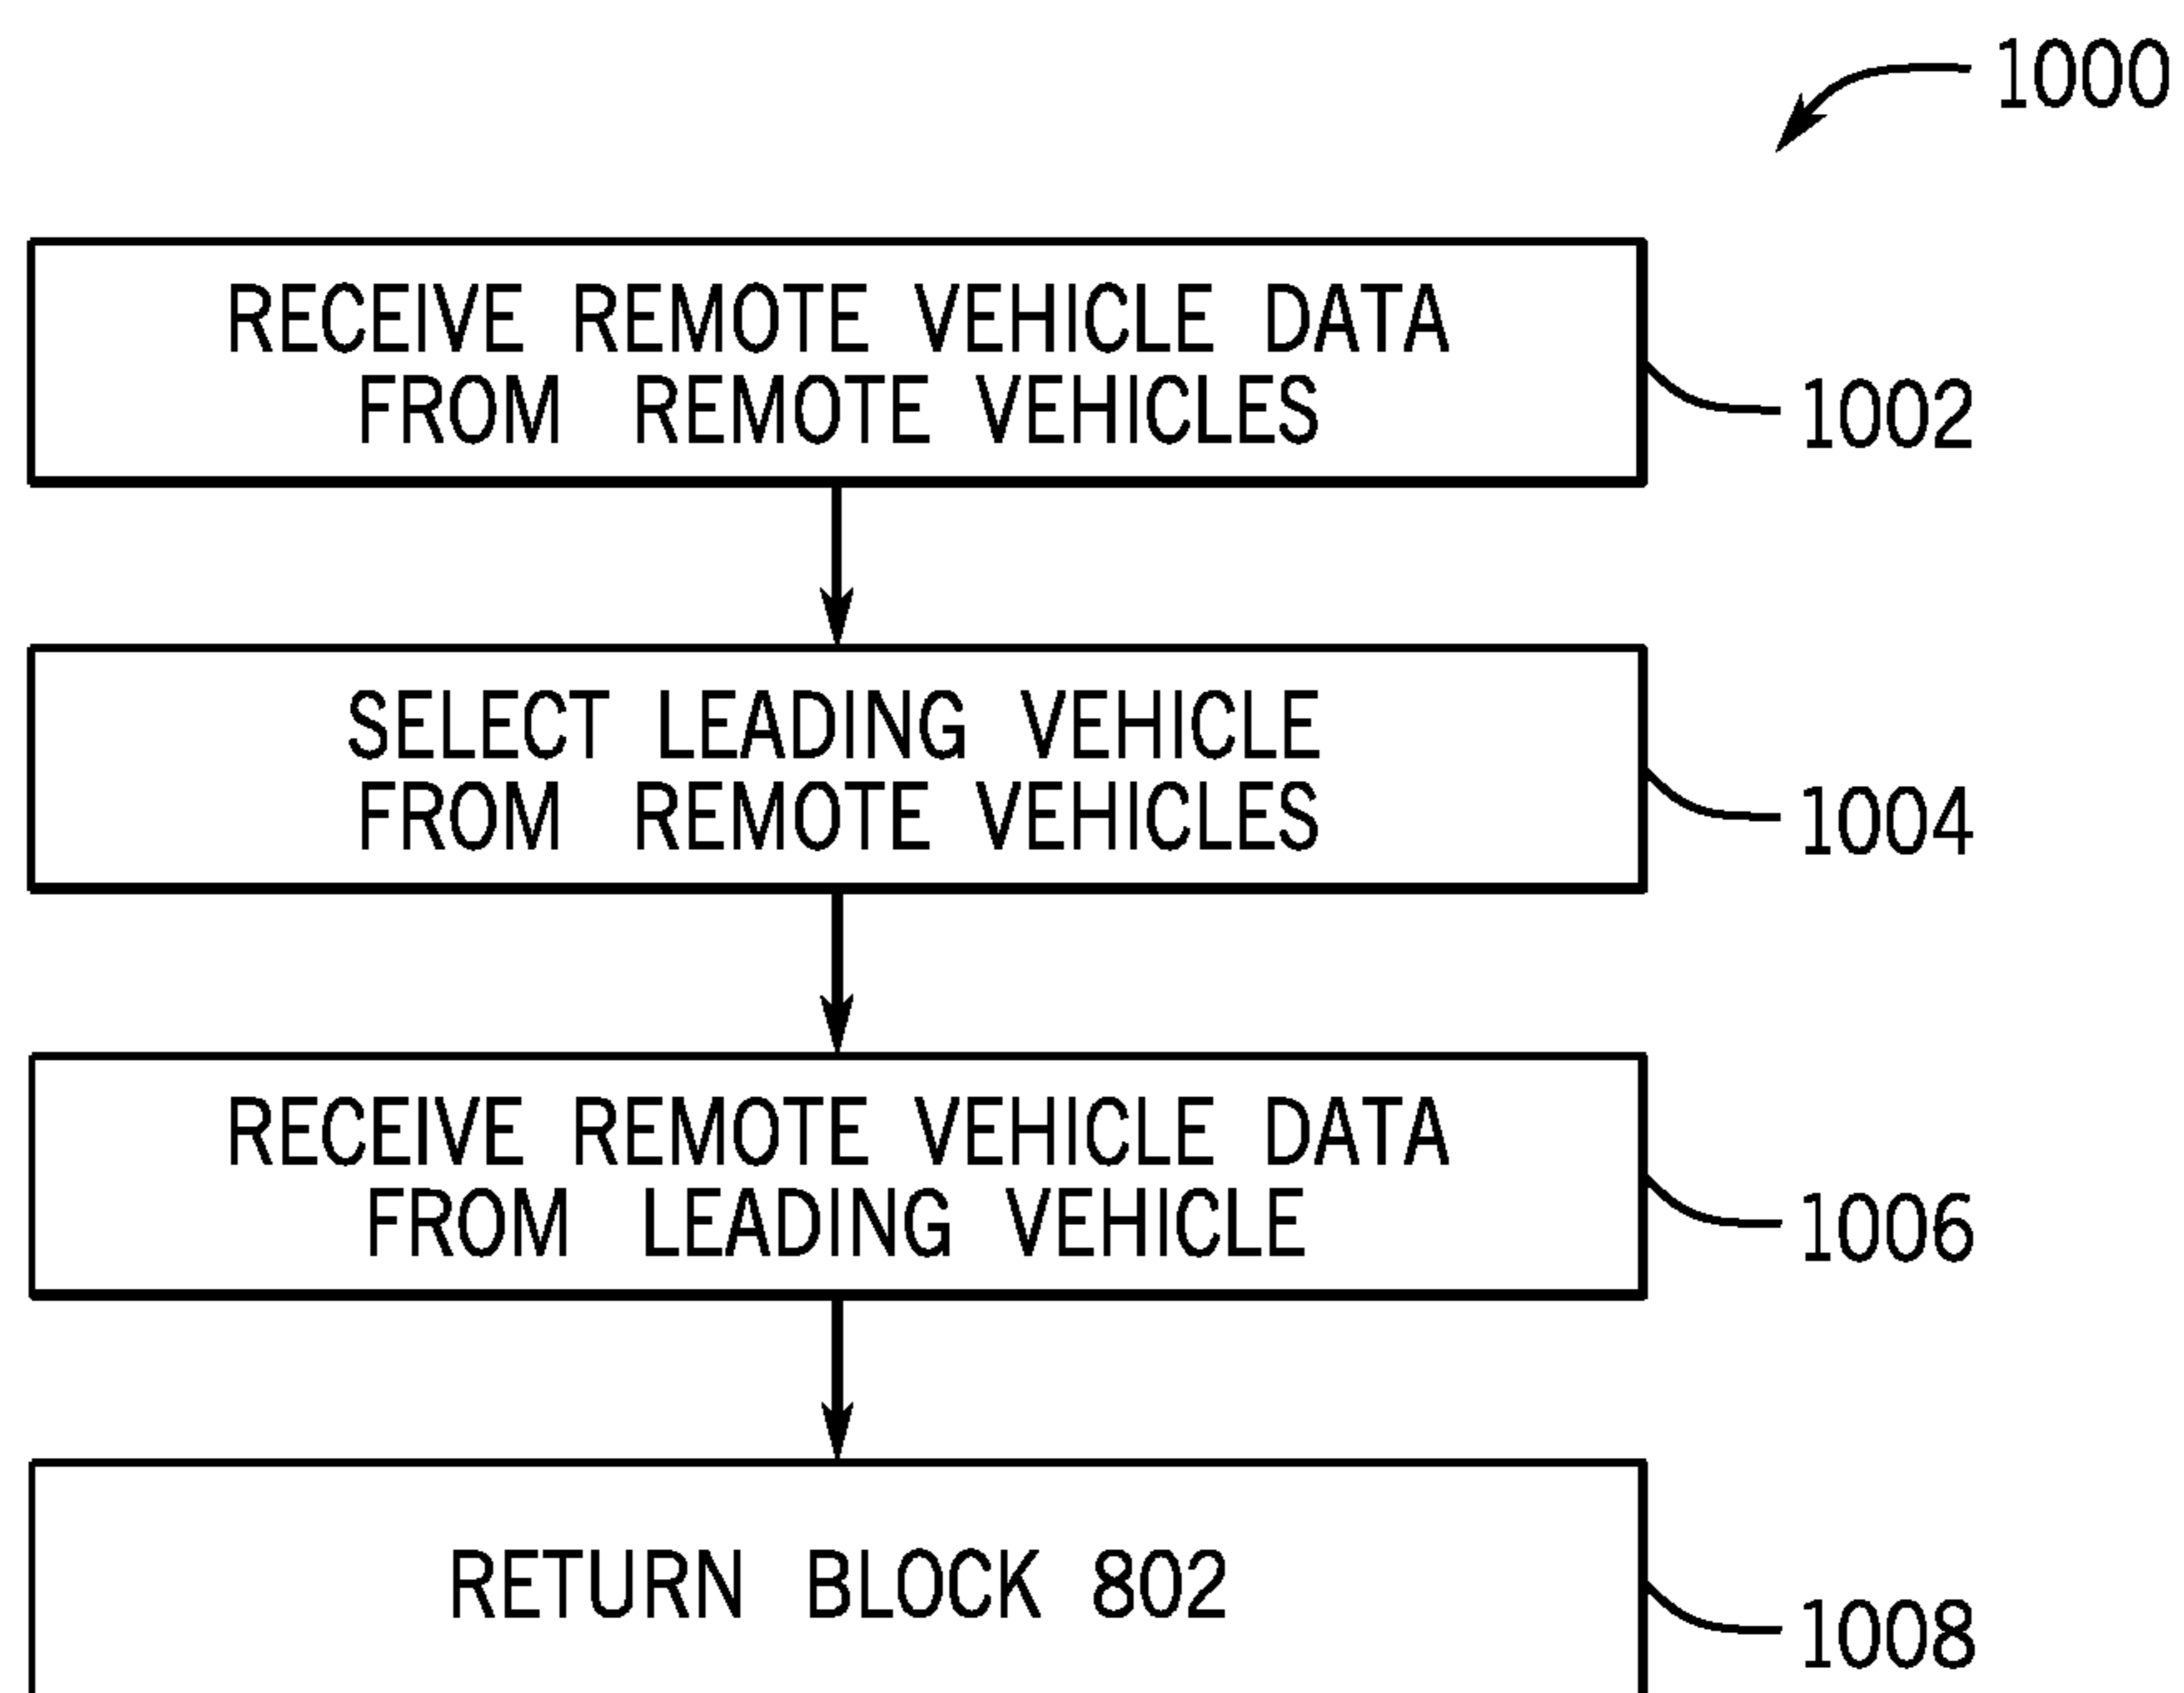 1000
RECEIVE REMOTE VEHICLE DATA
FROM REMOTE VEHICLES
1002
SELECT LEADING VEHICLE
FROM REMOTE VEHICLES
1004
RECEIVE REMOTE VEHICLE DATA
FROM LEADING VEHICLE
1006
RETURN BLOCK 802
1008